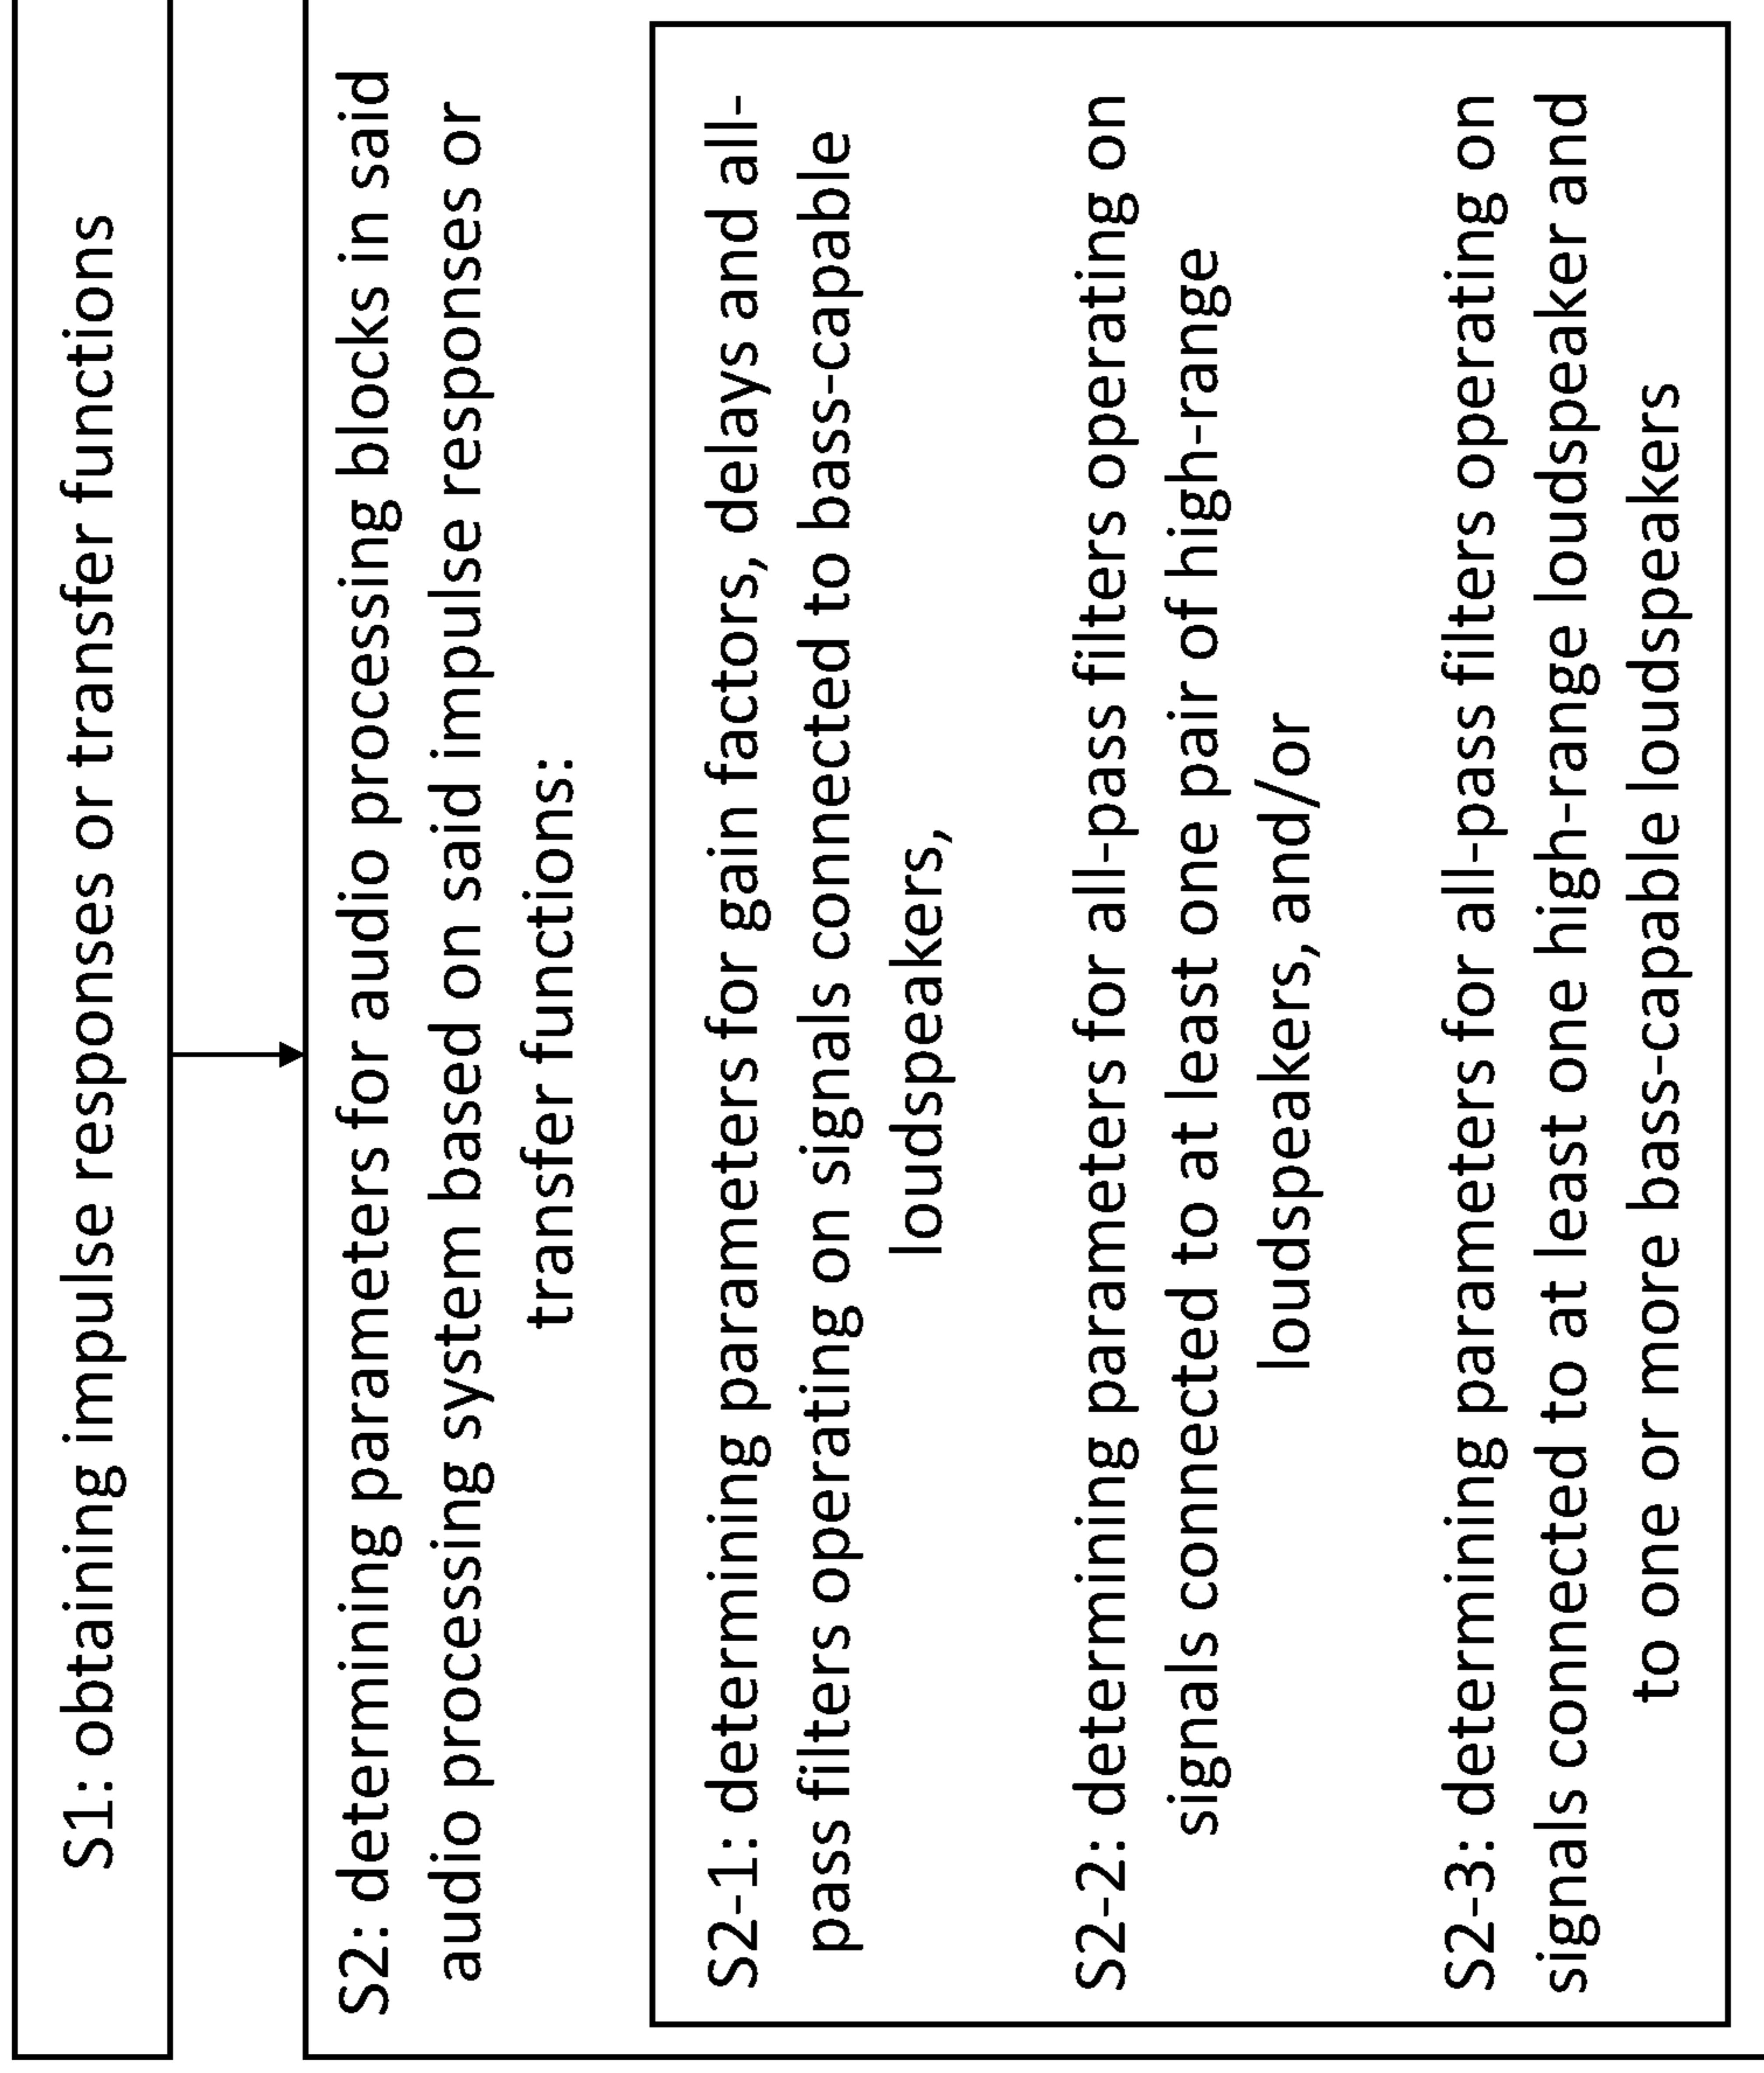 S1: obtaining impulse responses or transfer functions
S2: determining parameters for audio processing blocks in said
audio processing system based on said impulse responses or
transfer functions:
S2-1: determining parameters for gain factors, delays and all-
pass filters operating on signals connected to bass-capable
loudspeakers,
S2-2: determining parameters for all-pass filters operating on
signals connected to at least one pair of high-range
loudspeakers, and/or
S2-3: determining parameters for all-pass filters operating on
signals connected to at least one high-range loudspeaker and
to one or more bass-capable loudspeakers